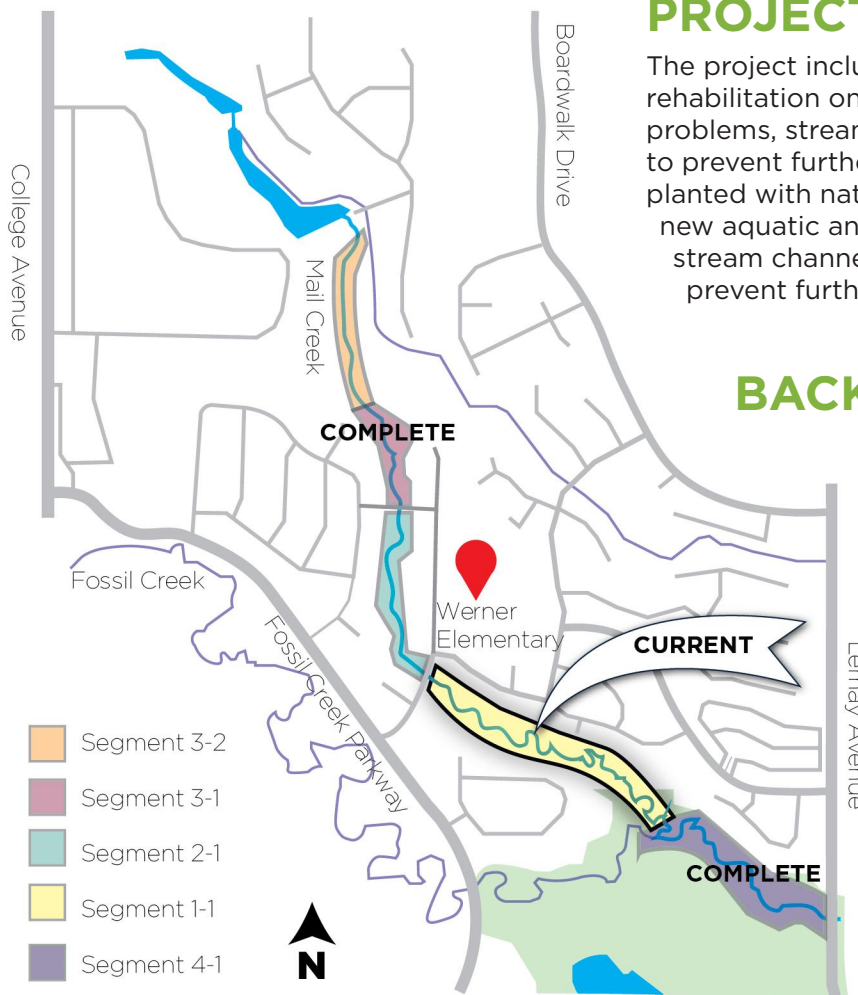 PROJECT
The project inclu
rehabilitation on
problems, stream
to prevent furthe
planted with nat
new aquatic an
stream channe
prevent furth
BACK
Boardwalk Drive
College Avenue
Mail Creek
COMPLETE
Fossil Creek
Werner
Elementary
CURRENT
Fossil Creek Parkway
Lemay Avenue
Segment 3-2
Segment 3-1
Segment 2-1
Segment 1-1
Segment 4-1
COMPLETE
N